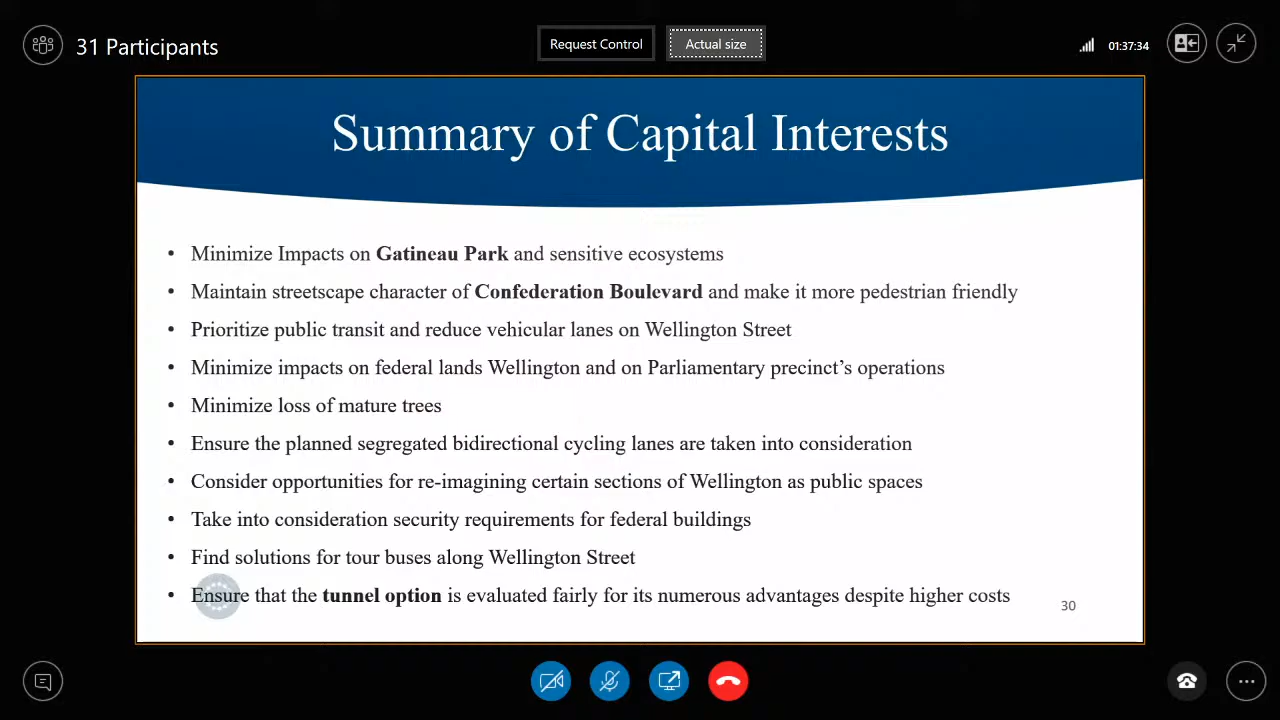 31 Participants
Request Control
Actual size
01:37:34
Summary of Capital Interests
• Minimize Impacts on Gatineau Park and sensitive ecosystems
• Maintain streetscape character of Confederation Boulevard and make it more pedestrian friendly
• Prioritize public transit and reduce vehicular lanes on Wellington Street
• Minimize impacts on federal lands Wellington and on Parliamentary precinct's operations
• Minimize loss of mature trees
• Ensure the planned segregated bidirectional cycling lanes are taken into consideration
• Consider opportunities for re-imagining certain sections of Wellington as public spaces
• Take into consideration security requirements for federal buildings
• Find solutions for tour buses along Wellington Street
• Ensure that the tunnel option is evaluated fairly for its numerous advantages despite higher costs
30